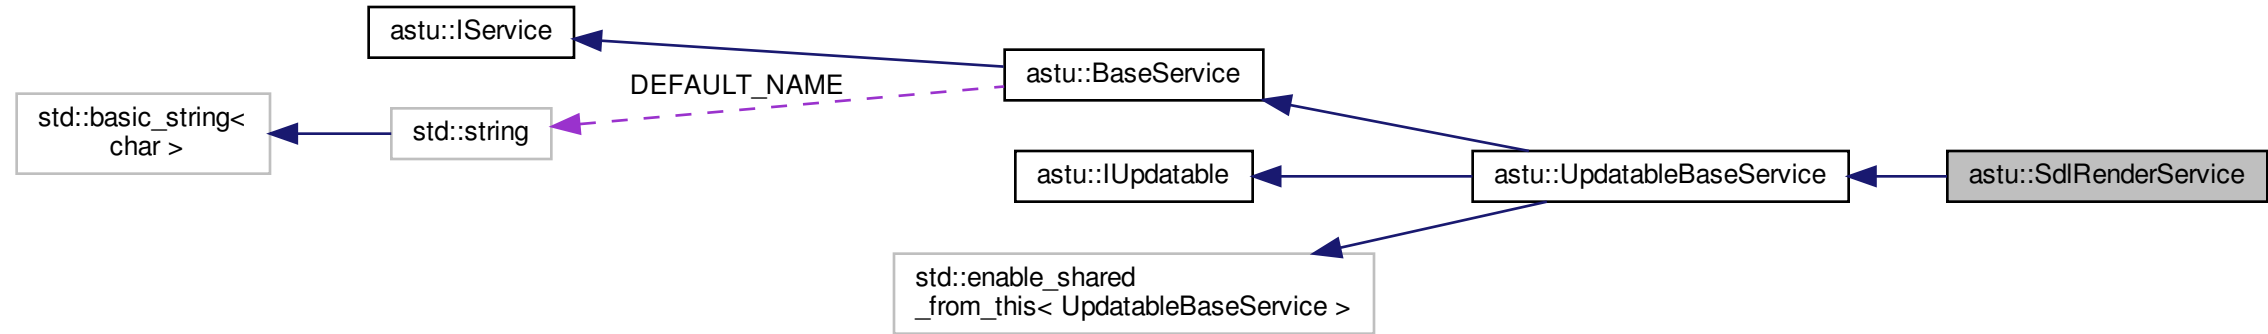 astu::IService
DEFAULT_NAME
astu::BaseService
std::basic_string<
char >
std::string
astu::IUpdatable
astu::UpdatableBaseService
astu::SdlRenderService
std::enable_shared
_from_this< UpdatableBaseService >